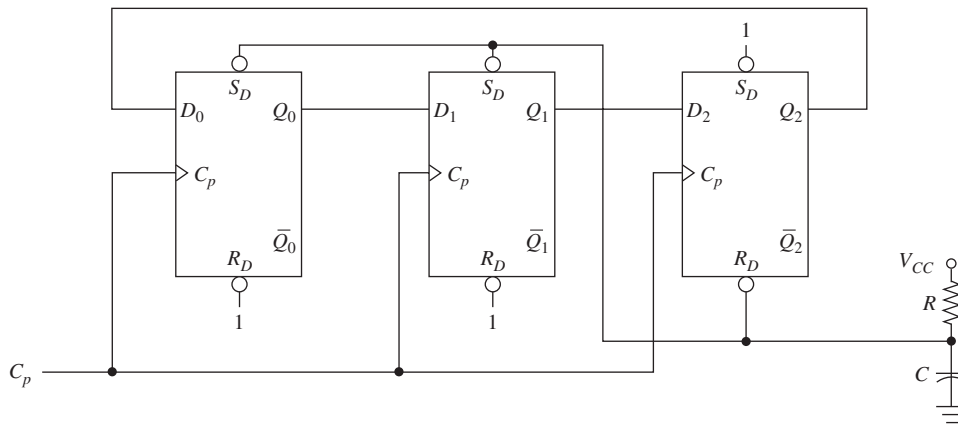 1
S_D S_D S_D
D_0 Q_0 D_1 Q_1 D_2 Q_2
C_p C_p C_p
Q̅_0 Q̅_1 Q̅_2
R_D R_D R_D
V_CC
R
1 1
C_p
C